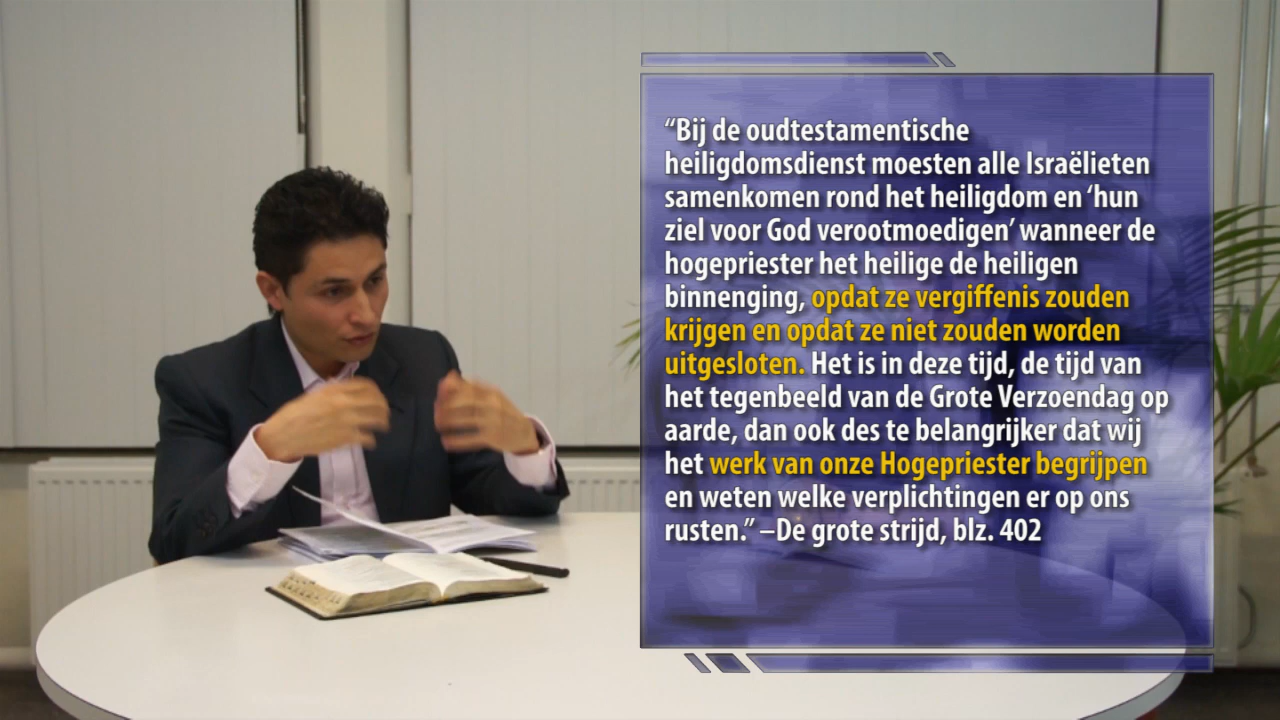 “Bij de oudtestamentische
heiligdomsdienst moesten alle Israëlieten
samenkomen rond het heiligdom en ‘hun
ziel voor God verootmoedigen’ wanneer de
hogepriester het heilige de heiligen
binnenging, opdat ze vergiffenis zouden
krijgen en opdat ze niet zouden worden
uitgesloten. Het is in deze tijd, de tijd van
het tegenbeeld van de Grote Verzoendag op
aarde, dan ook des te belangrijker dat wij
het werk van onze Hogepriester begrijpen
en weten welke verplichtingen er op ons
rusten.” –De grote strijd, blz. 402